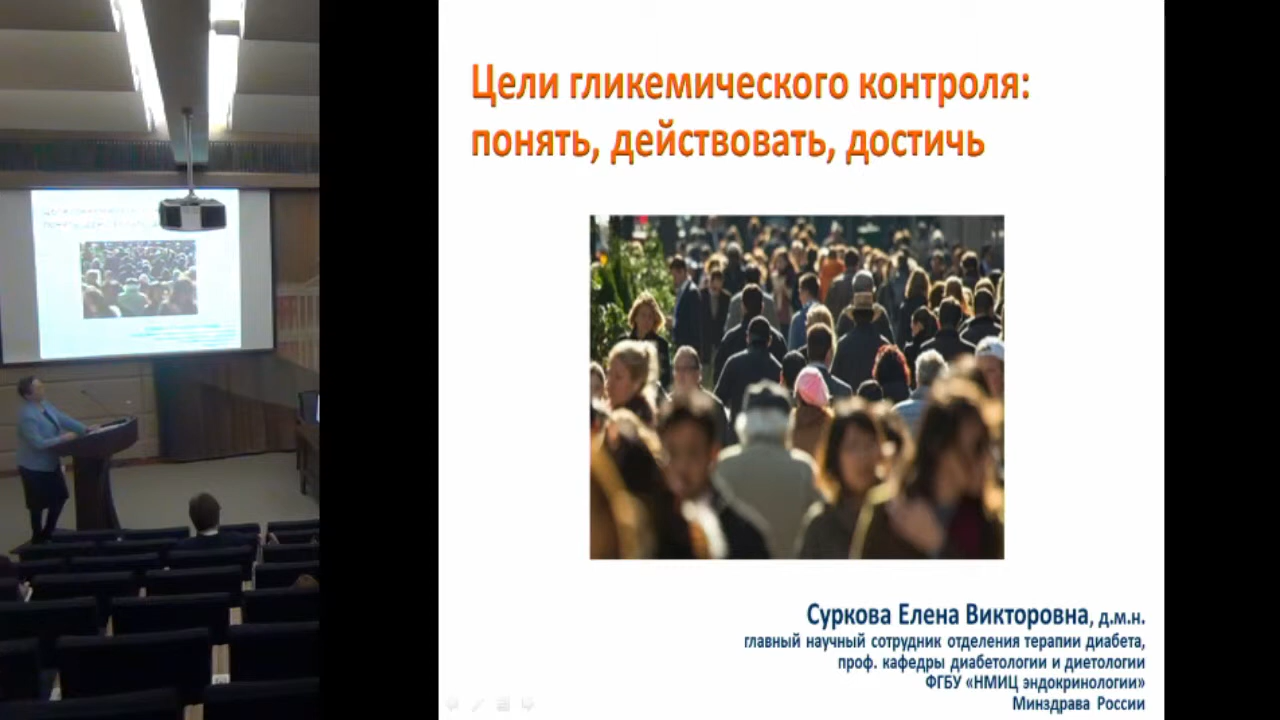 Цели гликемического контроля:
понять, действовать, достичь
Суркова Елена Викторовна, д.м.н.
главный научный сотрудник отделения терапии диабета,
проф. кафедры диабетологии и диетологии
ФГБУ «НМИЦ эндокринологии»
Минздрава России